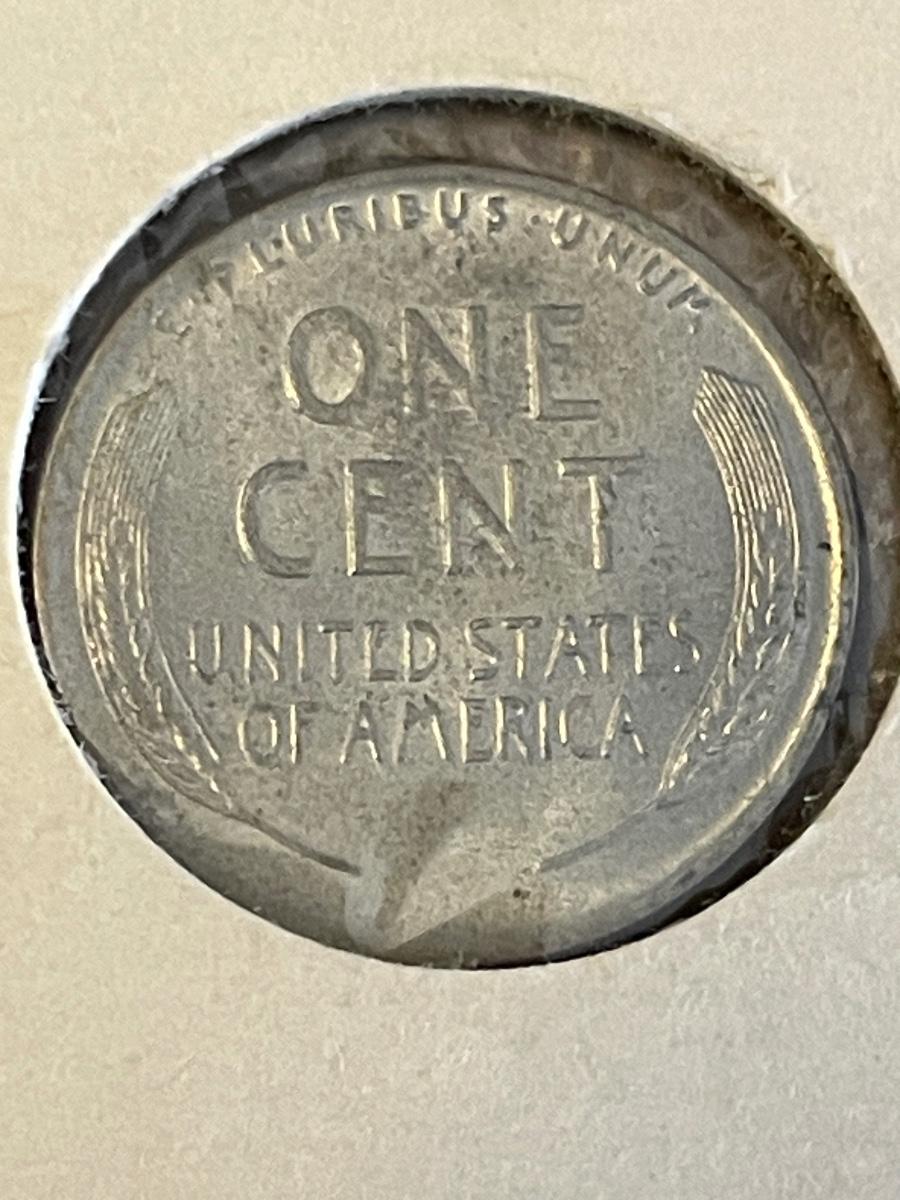 E·PLURIBUS·UNUM
ONE
CENT
UNITED STATES
OF AMERICA